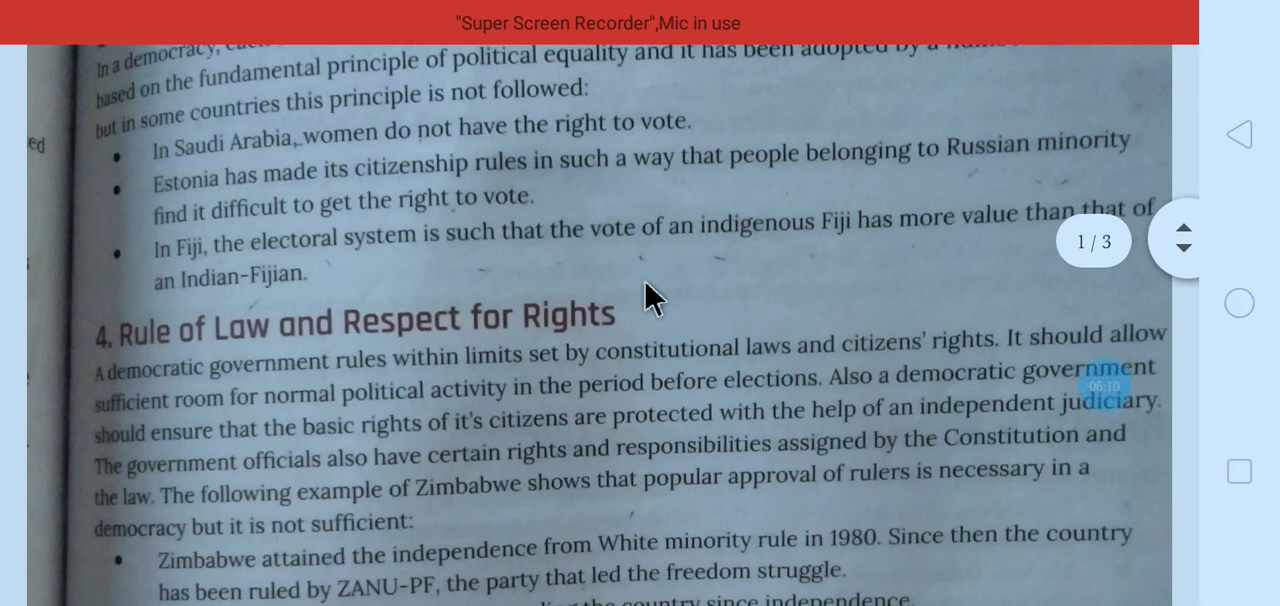 "Super Screen Recorder",Mic in use
In a democracy,
based on the fundamental principle of political equality and it has been adopted by a
but in some countries this principle is not followed:
ed
• In Saudi Arabia, women do not have the right to vote.
• Estonia has made its citizenship rules in such a way that people belonging to Russian minority
find it difficult to get the right to vote.
• In Fiji, the electoral system is such that the vote of an indigenous Fiji has more value than that of
an Indian-Fijian.
1 / 3
4. Rule of Law and Respect for Rights
A democratic government rules within limits set by constitutional laws and citizens' rights. It should allow
sufficient room for normal political activity in the period before elections. Also a democratic government
06:10
should ensure that the basic rights of it's citizens are protected with the help of an independent judiciary.
The government officials also have certain rights and responsibilities assigned by the Constitution and
the law. The following example of Zimbabwe shows that popular approval of rulers is necessary in a
democracy but it is not sufficient:
• Zimbabwe attained the independence from White minority rule in 1980. Since then the country
has been ruled by ZANU-PF, the party that led the freedom struggle.
the country since independence.